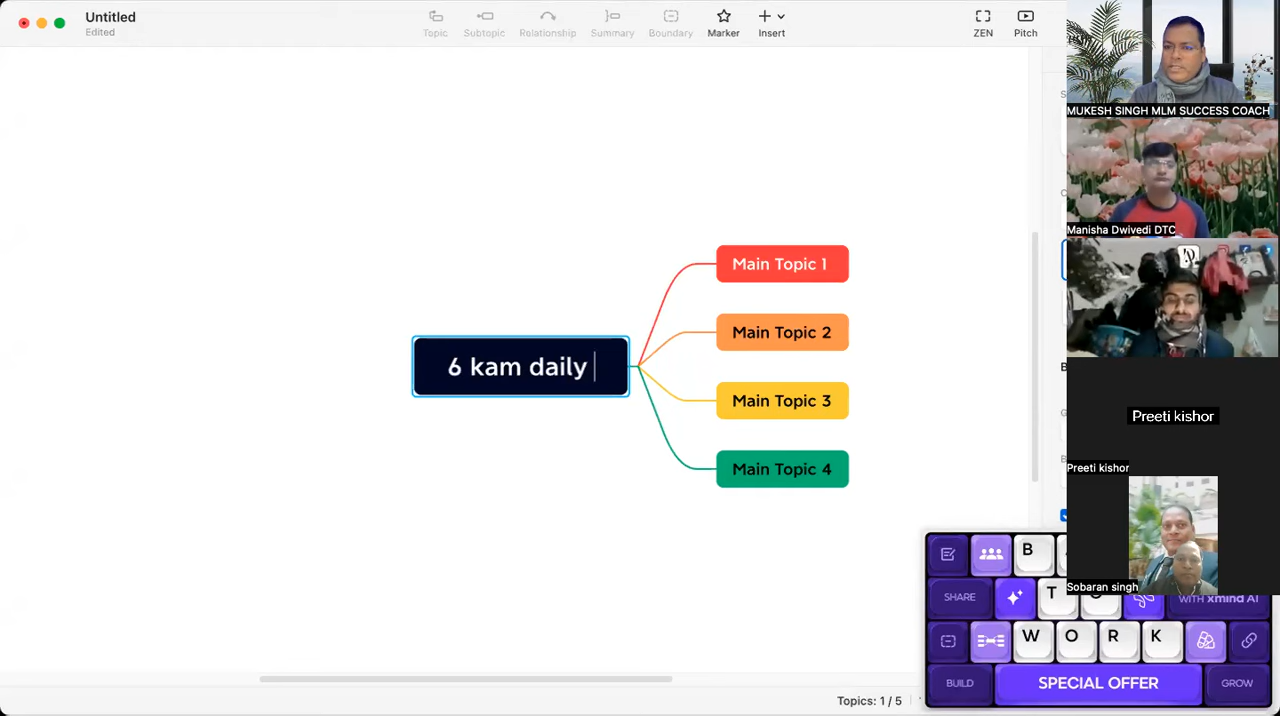 Untitled
Edited
Topic
Subtopic
Relationship
Summary
Boundary
Marker
Insert
ZEN
Pitch
MUKESH SINGH MLM SUCCESS COACH
Manisha Dwivedi DTC
6 kam daily
Main Topic 1
Main Topic 2
Main Topic 3
Main Topic 4
Preeti kishor
Preeti kishor
Sobaran singh
B
SHARE
T
WITH xmind AI
W O R K
BUILD
SPECIAL OFFER
GROW
Topics: 1 / 5